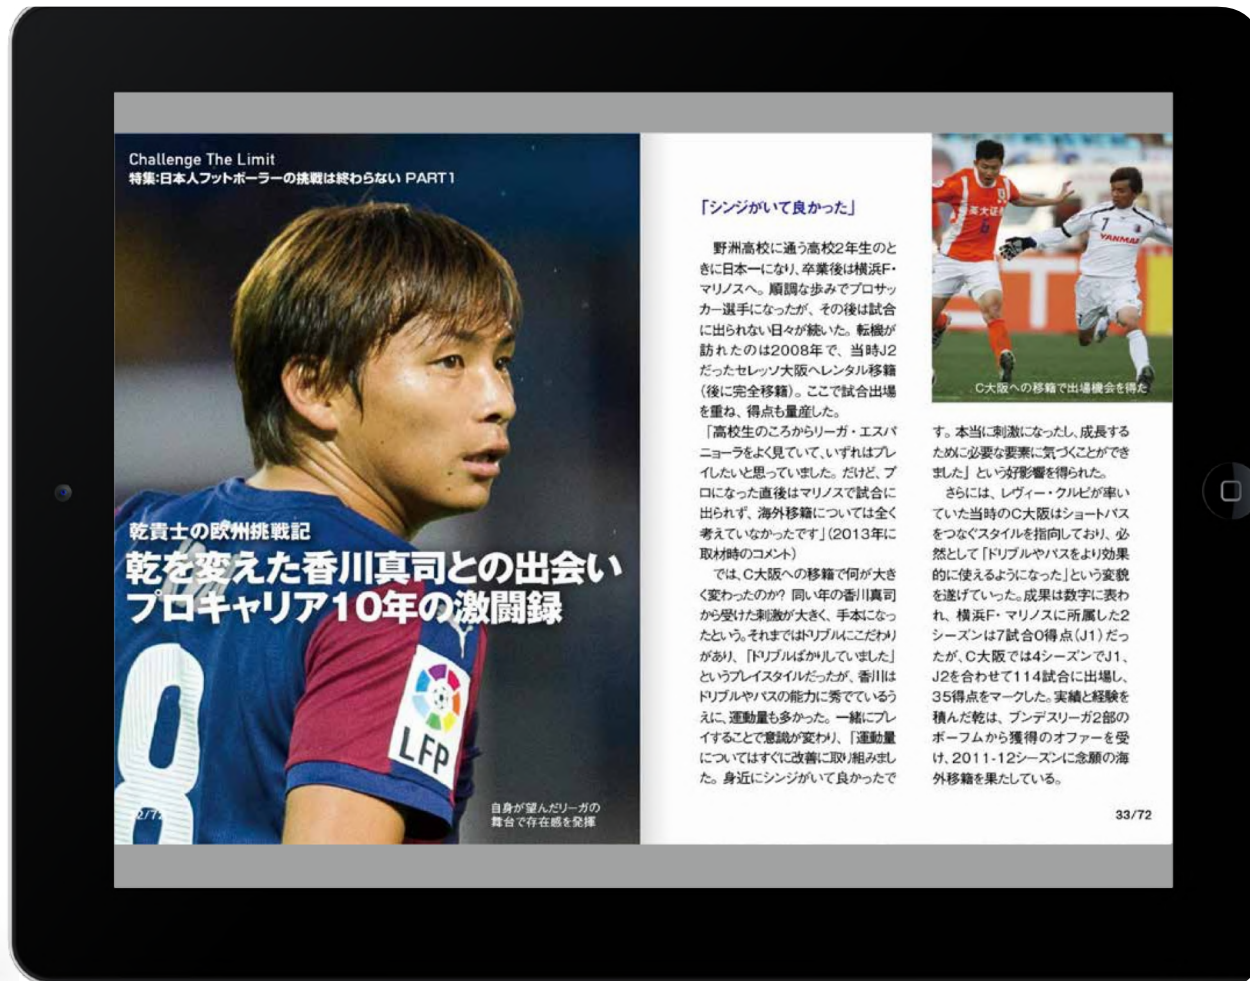 Challenge The Limit
特集:日本人フットボーラーの挑戦は終わらない PART1
乾貴士の欧州挑戦記
乾を変えた香川真司との出会い
プロキャリア10年の激闘録
8
LFP
自身が望んだリーガの
舞台で存在感を発揮
「シンジがいて良かった」
野洲高校に通う高校2年生のと
きに日本一になり、卒業後は横浜F・
マリノスへ。順調な歩みでプロサッ
カー選手になったが、その後は試合
に出られない日々が続いた。転機が
訪れたのは2008年で、当時J2
だったセレッソ大阪へレンタル移籍
(後に完全移籍)。ここで試合出場
を重ね、得点も量産した。
「高校生のころからリーガ・エスパ
ニョーラをよく見ていて、いずれはプレ
イしたいと思っていました。だけど、プ
ロになった直後はマリノスで試合に
出られず、海外移籍については全く
考えていなかったです」(2013年に
取材時のコメント)
では、C大阪への移籍で何が大き
く変わったのか? 同い年の香川真司
から受けた刺激が大きく、手本になっ
たという。それまではドリブルにこだわり
があり、「ドリブルばかりしていました」
というプレイスタイルだったが、香川は
ドリブルやパスの能力に秀でているう
えに、運動量も多かった。一緒にプレ
イすることで意識が変わり、「運動量
についてはすぐに改善に取り組みまし
た。身近にシンジがいて良かったで
英大证券
6
7
YANMAR
C大阪への移籍で出場機会を得た
す。本当に刺激になったし、成長する
ために必要な要素に気づくことができ
ました」という好影響を得られた。
さらには、レヴィー・クルピが率い
ていた当時のC大阪はショートパス
をつなぐスタイルを指向しており、必
然として「ドリブルやパスをより効果
的に使えるようになった」という変貌
を遂げていった。成果は数字に表わ
れ、横浜F・マリノスに所属した2
シーズンは7試合0得点(J1)だっ
たが、C大阪では4シーズンでJ1、
J2を合わせて114試合に出場し、
35得点をマークした。実績と経験を
積んだ乾は、ブンデスリーガ2部の
ボーフムから獲得のオファーを受
け、2011-12シーズンに念願の海
外移籍を果たしている。
33/72